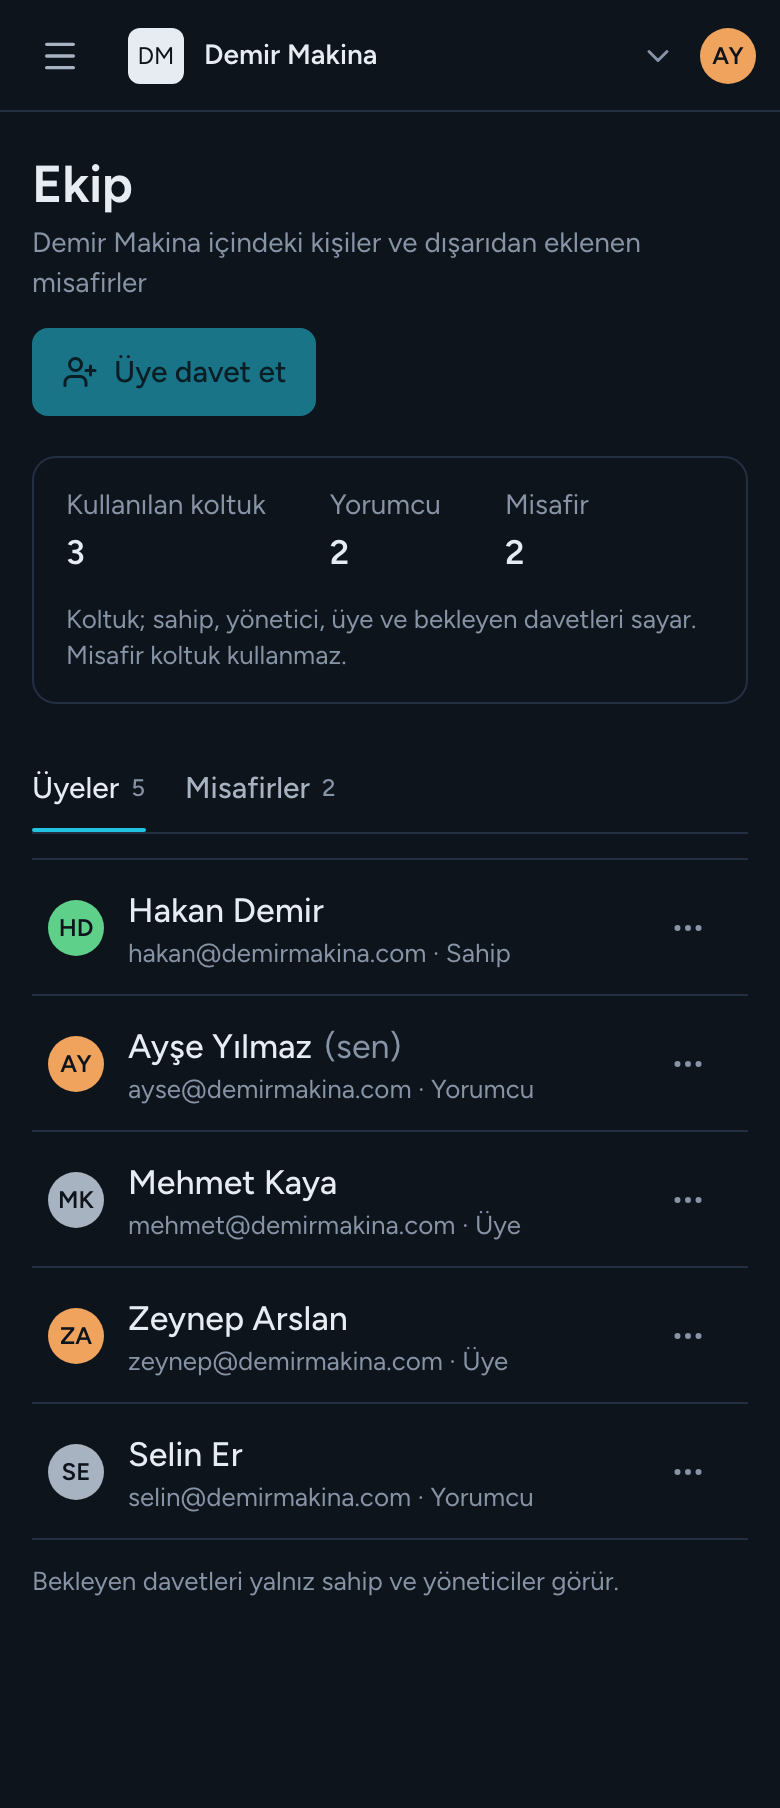 DM Demir Makina AY
Ekip
Demir Makina içindeki kişiler ve dışarıdan eklenen
misafirler
Üye davet et
Kullanılan koltuk Yorumcu Misafir
3 2 2
Koltuk; sahip, yönetici, üye ve bekleyen davetleri sayar.
Misafir koltuk kullanmaz.
Üyeler 5 Misafirler 2
HD Hakan Demir
hakan@demirmakina.com · Sahip
AY Ayşe Yılmaz (sen)
ayse@demirmakina.com · Yorumcu
MK Mehmet Kaya
mehmet@demirmakina.com · Üye
ZA Zeynep Arslan
zeynep@demirmakina.com · Üye
SE Selin Er
selin@demirmakina.com · Yorumcu
Bekleyen davetleri yalnız sahip ve yöneticiler görür.